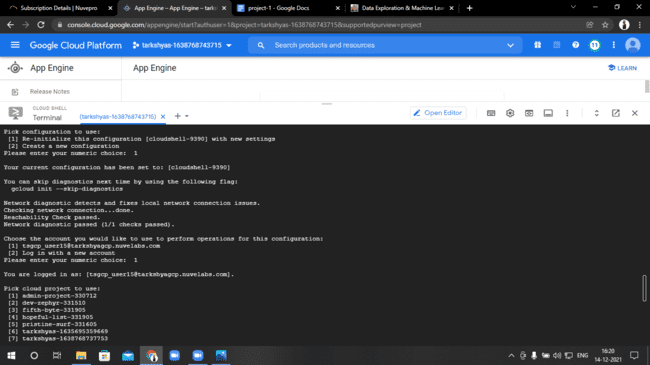 Subscription Details | Nuvepro
App Engine – App Engine – tarks
project-1 - Google Docs
Data Exploration & Machine Lea
console.cloud.google.com/appengine/start?authuser=1&project=tarkshyas-1638768743715&supportedpurview=project
Google Cloud Platform
tarkshyas-1638768743715
Search products and resources
11
App Engine
App Engine
LEARN
Release Notes
CLOUD SHELL
Terminal
(tarkshyas-1638768743715)
Open Editor
Pick configuration to use:
[1] Re-initialize this configuration [cloudshell-9390] with new settings
[2] Create a new configuration
Please enter your numeric choice: 1
Your current configuration has been set to: [cloudshell-9390]
You can skip diagnostics next time by using the following flag:
gcloud init --skip-diagnostics
Network diagnostic detects and fixes local network connection issues.
Checking network connection...done.
Reachability Check passed.
Network diagnostic passed (1/1 checks passed).
Choose the account you would like to use to perform operations for this configuration:
[1] tsgcp_user15@tarkshyagcp.nuvelabs.com
[2] Log in with a new account
Please enter your numeric choice: 1
You are logged in as: [tsgcp_user15@tarkshyagcp.nuvelabs.com].
Pick cloud project to use:
[1] admin-project-330712
[2] dev-zephyr-331510
[3] fifth-byte-331905
[4] hopeful-list-331905
[5] pristine-surf-331605
[6] tarkshyas-1635695359669
[7] tarkshyas-1638768737753
ENG
16:20
14-12-2021